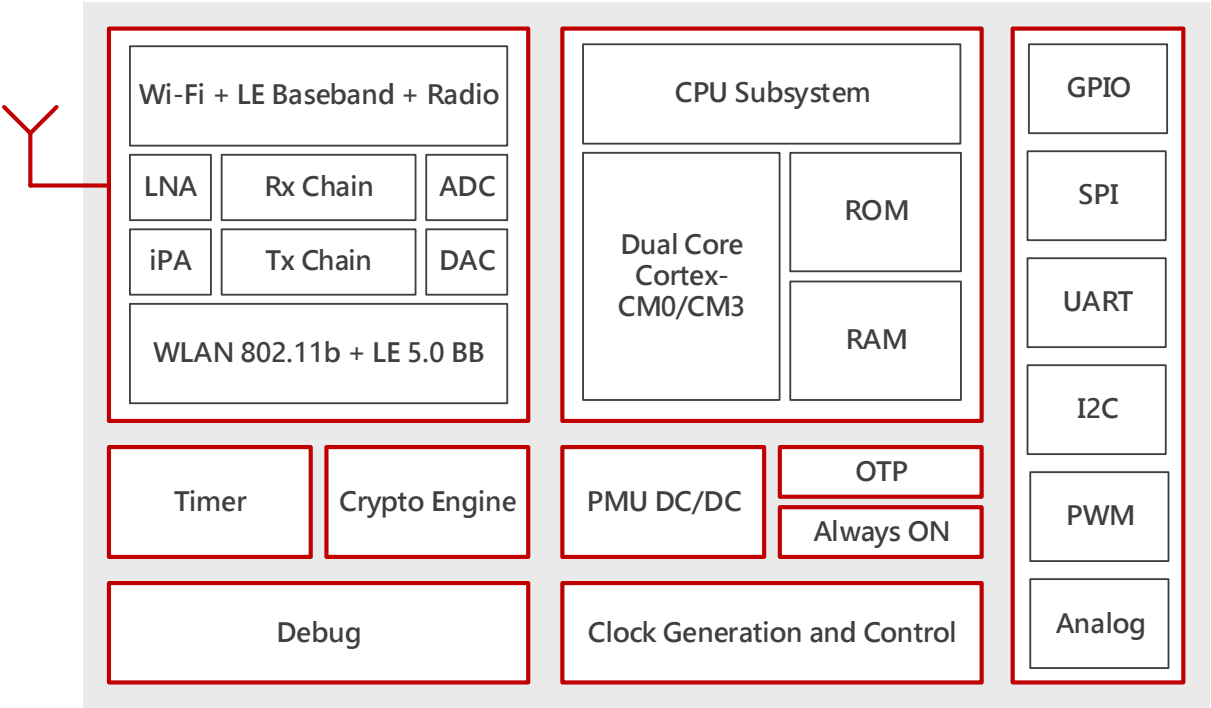 Wi-Fi + LE Baseband + Radio
LNA
Rx Chain
ADC
iPA
Tx Chain
DAC
WLAN 802.11b + LE 5.0 BB
CPU Subsystem
Dual Core
Cortex-
CM0/CM3
ROM
RAM
GPIO
SPI
UART
I2C
PWM
Analog
Timer
Crypto Engine
PMU DC/DC
OTP
Always ON
Debug
Clock Generation and Control